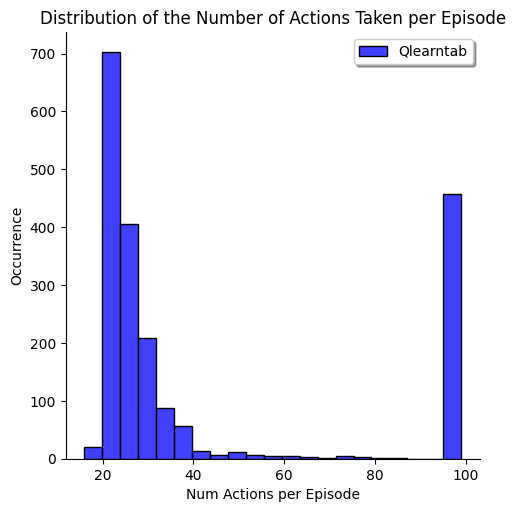 Distribution of the Number of Actions Taken per Episode
Qlearntab
700
600
500
400
300
200
100
0
Occurrence
20 40 60 80 100
Num Actions per Episode